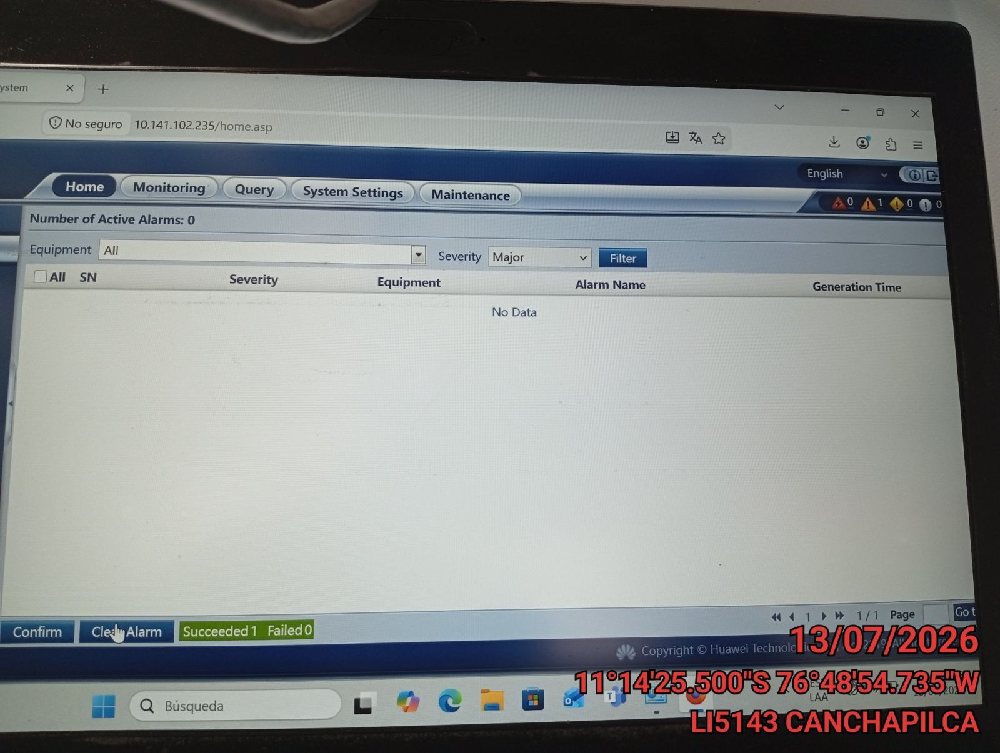 ystem
No seguro 10.141.102.235/home.asp
English
Home Monitoring Query System Settings Maintenance
0 1 0 0
Number of Active Alarms: 0
Equipment All Severity Major Filter
All SN Severity Equipment Alarm Name Generation Time
No Data
1 1/1 Page Go t
Confirm Clear Alarm Succeeded 1 Failed 0
Copyright © Huawei Technolo
13/07/2026
11°14'25.500"S 76°48'54.735"W
Búsqueda
LAA
LI5143 CANCHAPILCA